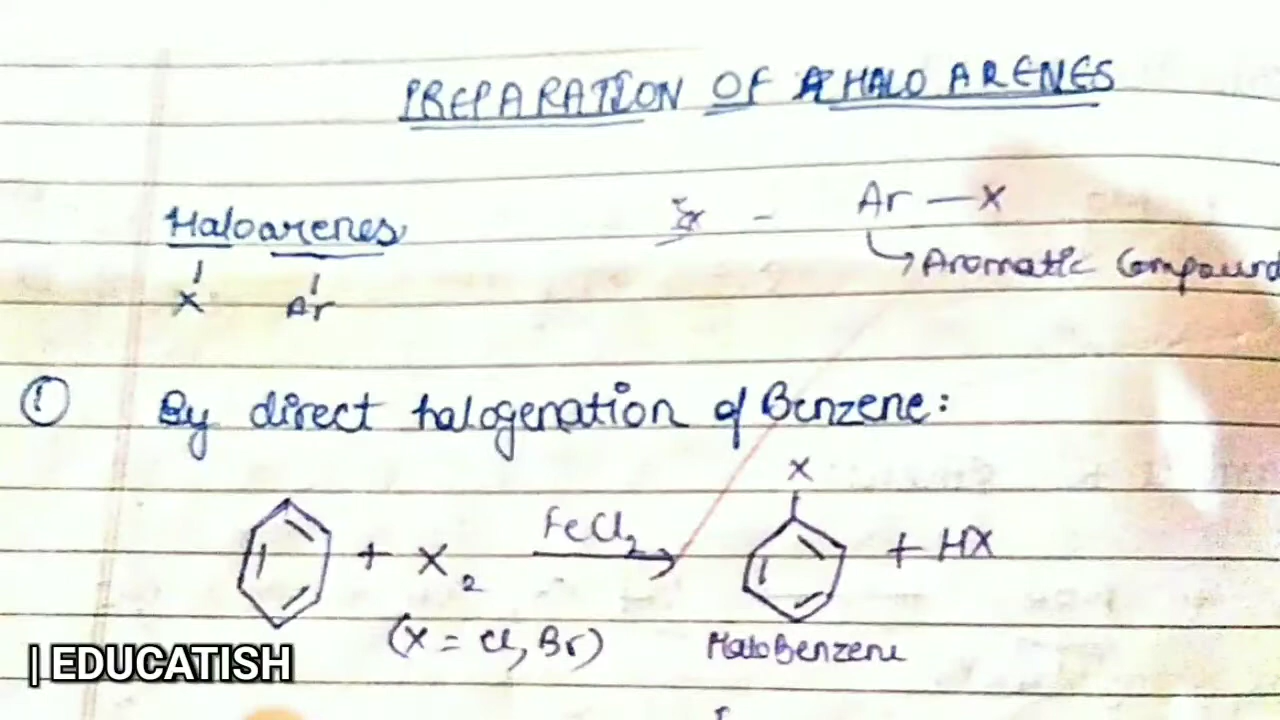 PREPARATION OF HALO ARENES
Haloarenes
X Ar
Ar — X
Aromatic Compound
① By direct halogenation of Benzene:
+ X₂ FeCl₂ → X + HX
(X = Cl, Br)
HaloBenzene
| EDUCATISH